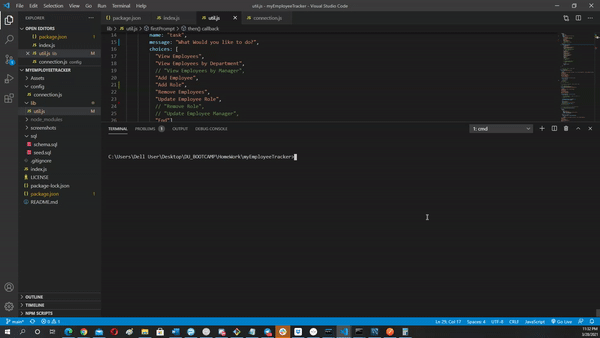 File Edit Selection View Go Run Terminal Help
util.js - myEmployeeTracker - Visual Studio Code
EXPLORER
OPEN EDITORS
package.json
index.js
util.js lib M
connection.js config
MYEMPLOYEETRACKER
Assets
config
connection.js
lib
util.js M
node_modules
screenshots
sql
schema.sql
seed.sql
.gitignore
index.js
LICENSE
package-lock.json
package.json
README.md
OUTLINE
TIMELINE
NPM SCRIPTS
package.json index.js util.js connection.js
lib > util.js > firstPrompt > then() callback
14 name: "task",
15 message: "What Would you like to do?",
16 choices: [
17 "View Employees",
18 "View Employees by Department",
19 // "View Employees by Manager",
20 "Add Employee",
21 "Add Role",
22 "Remove Employees",
23 "Update Employee Role",
24 // "Remove Role",
25 // "Update Employee Manager",
26 "End"]
TERMINAL PROBLEMS 1 OUTPUT DEBUG CONSOLE
1: cmd
C:\Users\Dell User\Desktop\DU_BOOTCAMP\HomeWork\myEmployeeTracker>
main* 0 1
Ln 29, Col 17 Spaces: 4 UTF-8 CRLF JavaScript Go Live
11:52 PM